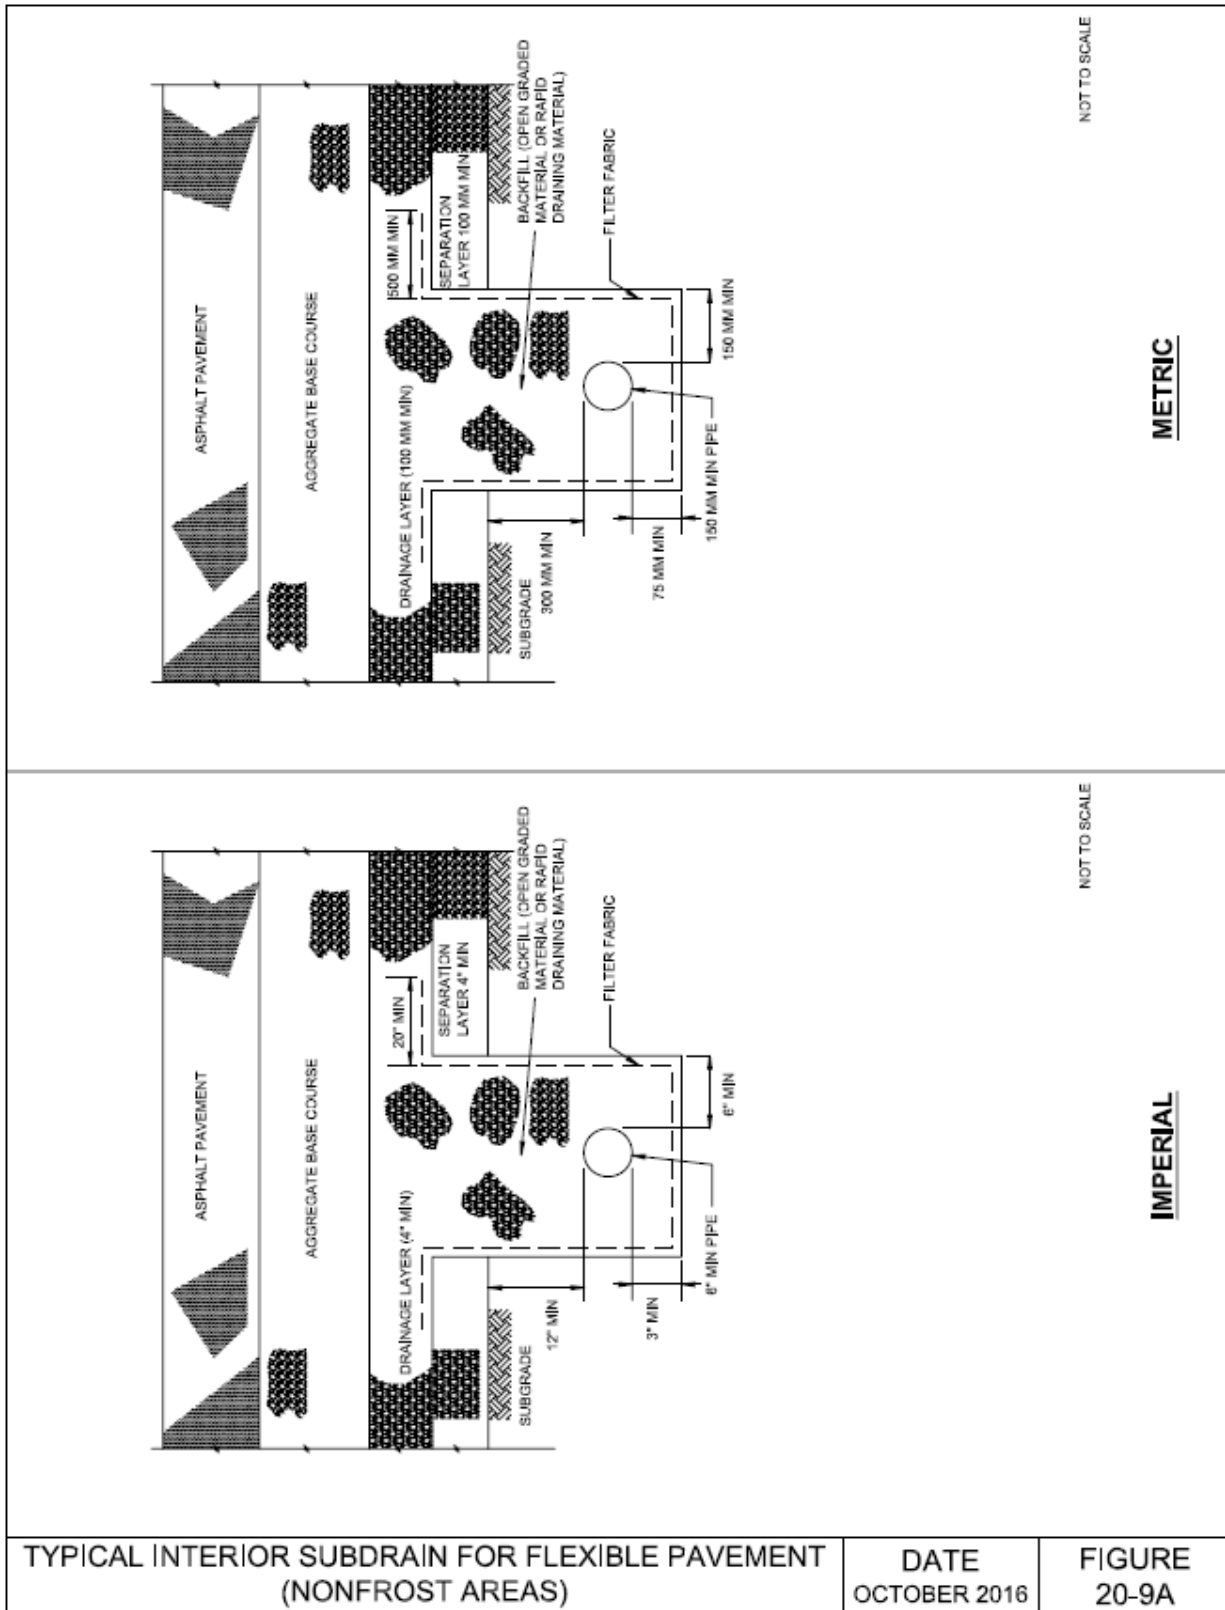 ASPHALT PAVEMENT
AGGREGATE BASE COURSE
DRAINAGE LAYER (4" MIN)
20" MIN
SEPARATION
LAYER 4" MIN
SUBGRADE
12" MIN
3" MIN
6" MIN PIPE
6" MIN
BACKFILL (OPEN GRADED
MATERIAL OR RAPID
DRAINING MATERIAL)
FILTER FABRIC
NOT TO SCALE
IMPERIAL
ASPHALT PAVEMENT
AGGREGATE BASE COURSE
DRAINAGE LAYER (100 MM MIN)
500 MM MIN
SEPARATION
LAYER 100 MM MIN
SUBGRADE
300 MM MIN
75 MM MIN
150 MM MIN PIPE
150 MM MIN
BACKFILL (OPEN GRADED
MATERIAL OR RAPID
DRAINING MATERIAL)
FILTER FABRIC
NOT TO SCALE
METRIC
TYPICAL INTERIOR SUBDRAIN FOR FLEXIBLE PAVEMENT
(NONFROST AREAS)
DATE
OCTOBER 2016
FIGURE
20-9A